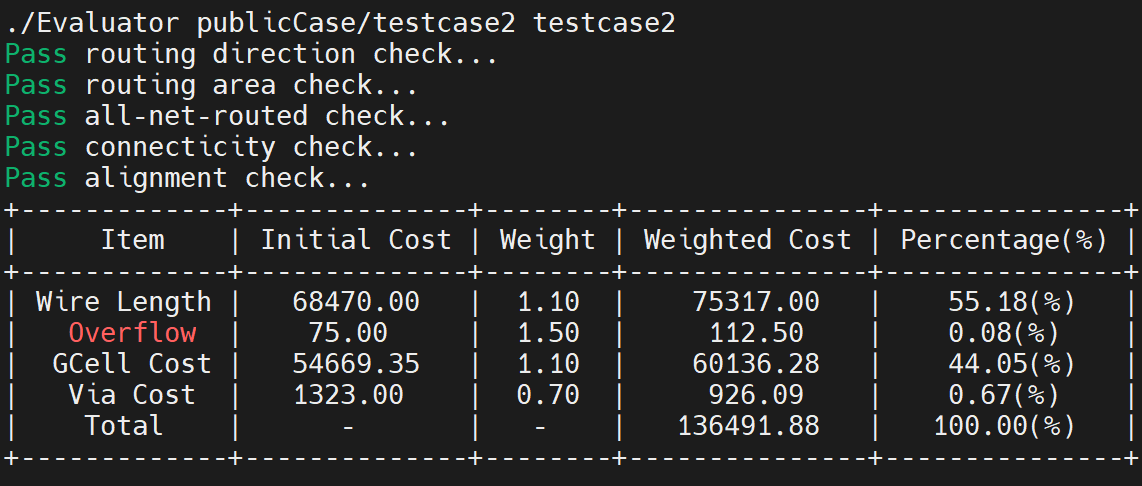 ./Evaluator publicCase/testcase2 testcase2
Pass routing direction check...
Pass routing area check...
Pass all-net-routed check...
Pass connecticity check...
Pass alignment check...
+-------------+--------------+--------+---------------+---------------+
|     Item    | Initial Cost | Weight | Weighted Cost | Percentage(%) |
+-------------+--------------+--------+---------------+---------------+
| Wire Length |   68470.00   |  1.10  |    75317.00   |    55.18(%)   |
|   Overflow  |    75.00     |  1.50  |     112.50    |    0.08(%)    |
|  GCell Cost |   54669.35   |  1.10  |    60136.28   |    44.05(%)   |
|   Via Cost  |   1323.00    |  0.70  |     926.09    |    0.67(%)    |
|    Total    |      -       |   -    |   136491.88   |   100.00(%)   |
+-------------+--------------+--------+---------------+---------------+